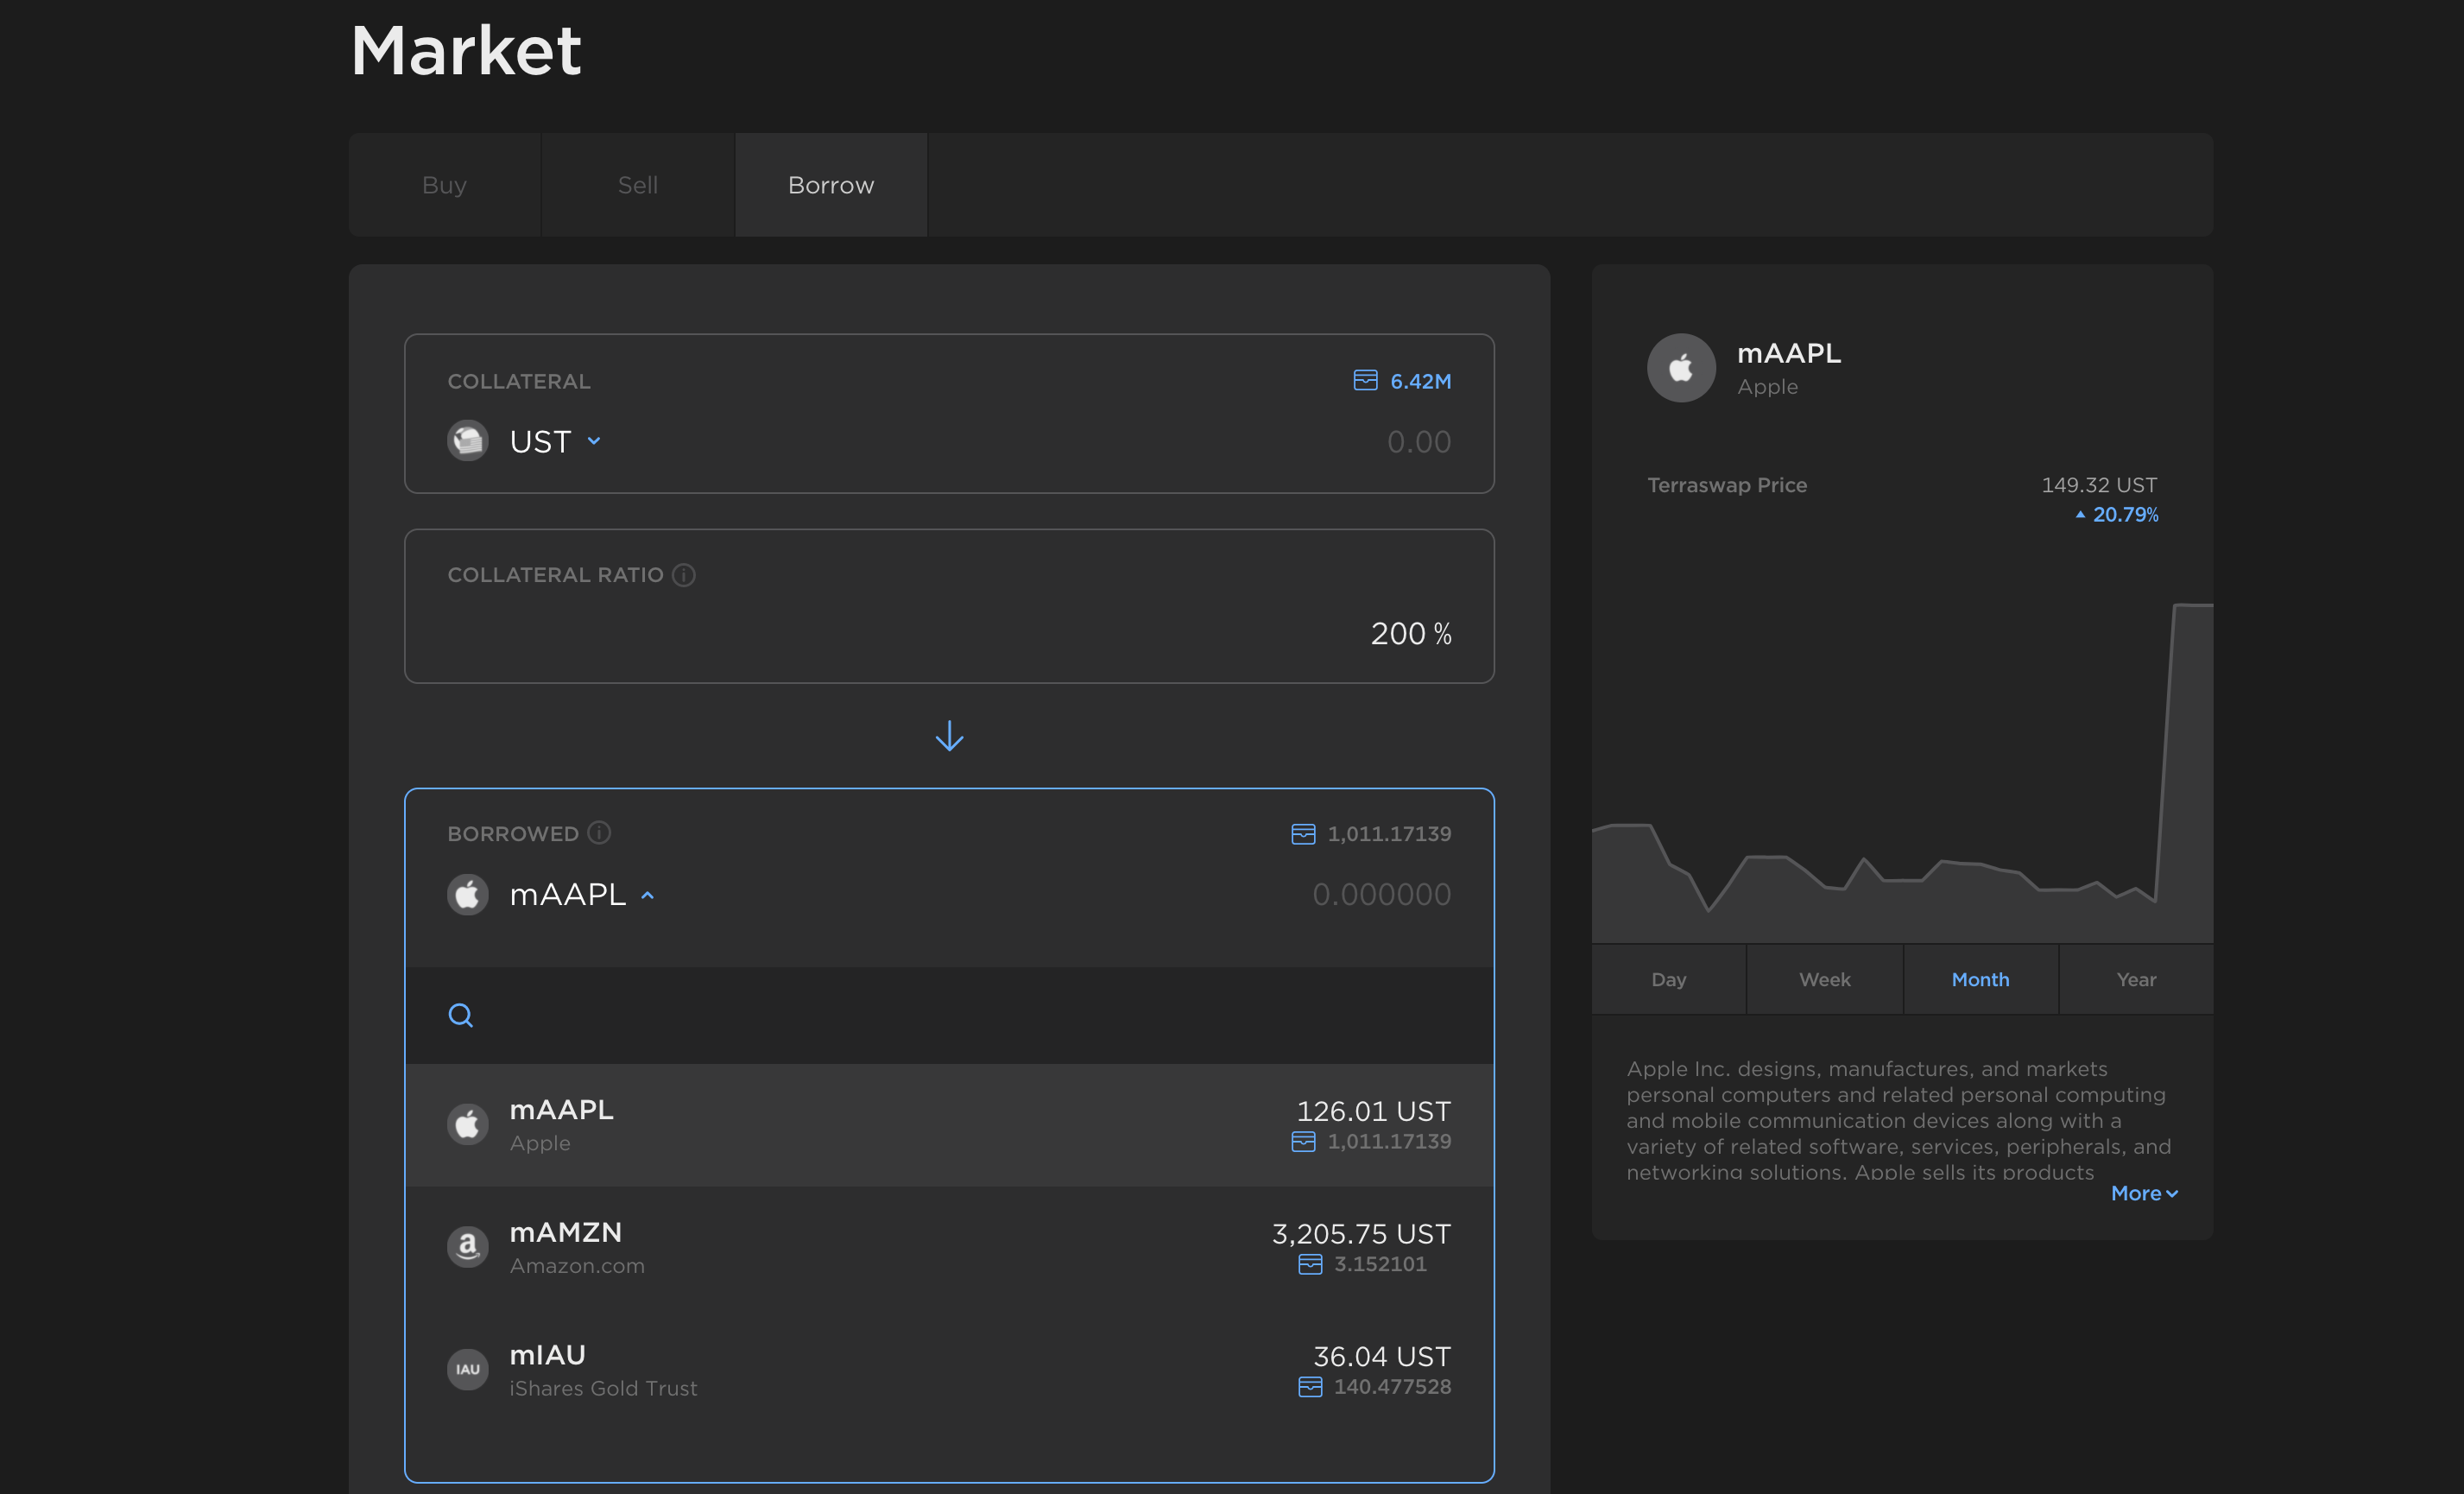 Market
Buy Sell Borrow
COLLATERAL 6.42M
UST 0.00
COLLATERAL RATIO i
200 %
BORROWED i 1,011.17139
mAAPL 0.000000
mAAPL 126.01 UST
Apple 1,011.17139
a
mAMZN 3,205.75 UST
Amazon.com 3.152101
IAU
mIAU 36.04 UST
iShares Gold Trust 140.477528
mAAPL
Apple
Terraswap Price 149.32 UST
20.79%
Day Week Month Year
Apple Inc. designs, manufactures, and markets
personal computers and related personal computing
and mobile communication devices along with a
variety of related software, services, peripherals, and
networking solutions. Apple sells its products
More